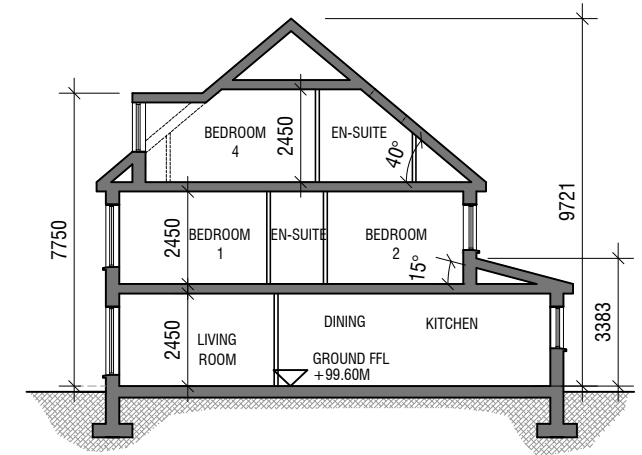 BEDROOM
4
2450
EN-SUITE
40°
9721
7750
2450
BEDROOM
1
EN-SUITE
BEDROOM
2
15°
3383
2450
LIVING
ROOM
DINING
KITCHEN
GROUND FFL
+99.60M